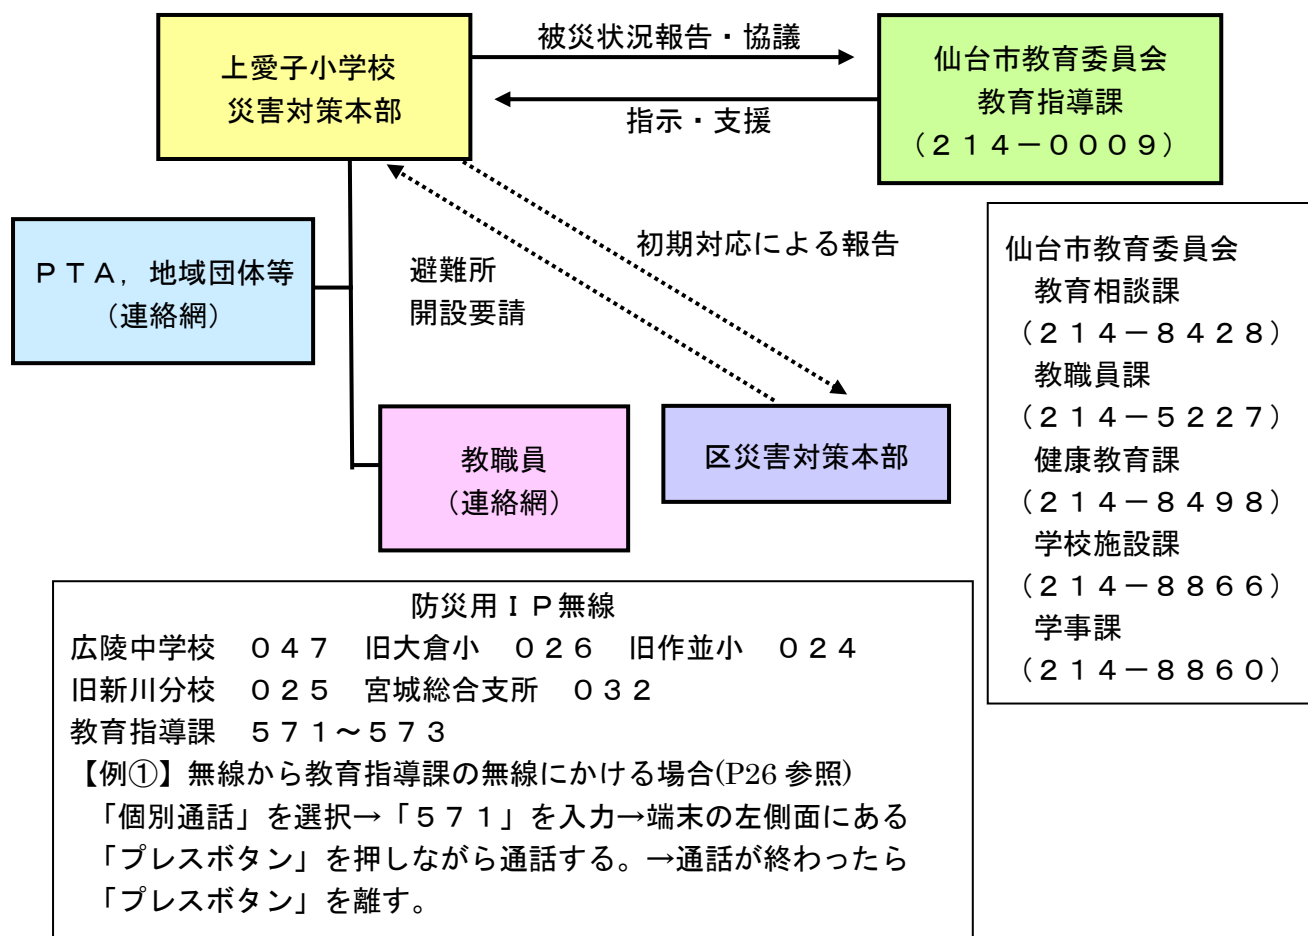 上愛子小学校
災害対策本部
被災状況報告・協議
指示・支援
仙台市教育委員会
教育指導課
（２１４－０００９）
ＰＴＡ，地域団体等
（連絡網）
避難所
開設要請
初期対応による報告
教職員
（連絡網）
区災害対策本部
仙台市教育委員会
教育相談課
（２１４－８４２８）
教職員課
（２１４－５２２７）
健康教育課
（２１４－８４９８）
学校施設課
（２１４－８８６６）
学事課
（２１４－８８６０）
防災用ＩＰ無線
広陵中学校　０４７　旧大倉小　０２６　旧作並小　０２４
旧新川分校　０２５　宮城総合支所　０３２
教育指導課　５７１～５７３
【例①】無線から教育指導課の無線にかける場合(P26 参照)
「個別通話」を選択→「５７１」を入力→端末の左側面にある
「プレスボタン」を押しながら通話する。→通話が終わったら
「プレスボタン」を離す。